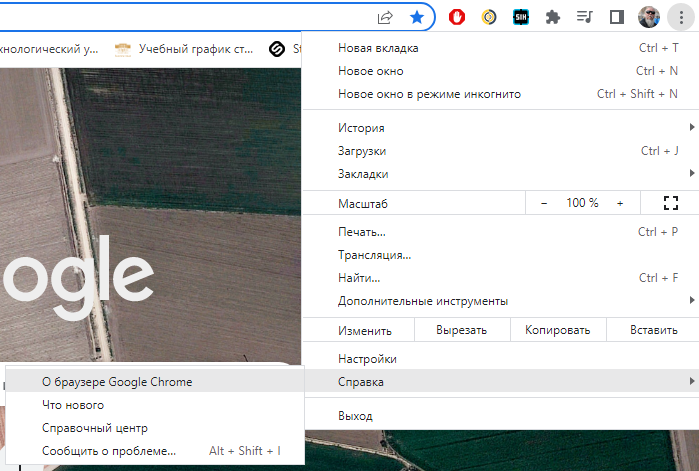 SIH
хнологический у...
Учебный график ст...
St
Новая вкладка Ctrl + T
Новое окно Ctrl + N
Новое окно в режиме инкогнито Ctrl + Shift + N
История
Загрузки Ctrl + J
Закладки
Масштаб − 100 % +
Печать... Ctrl + P
Трансляция...
Найти... Ctrl + F
Дополнительные инструменты
Изменить Вырезать Копировать Вставить
Настройки
Справка
Выход
ogle
О браузере Google Chrome
Что нового
Справочный центр
Сообщить о проблеме... Alt + Shift + I